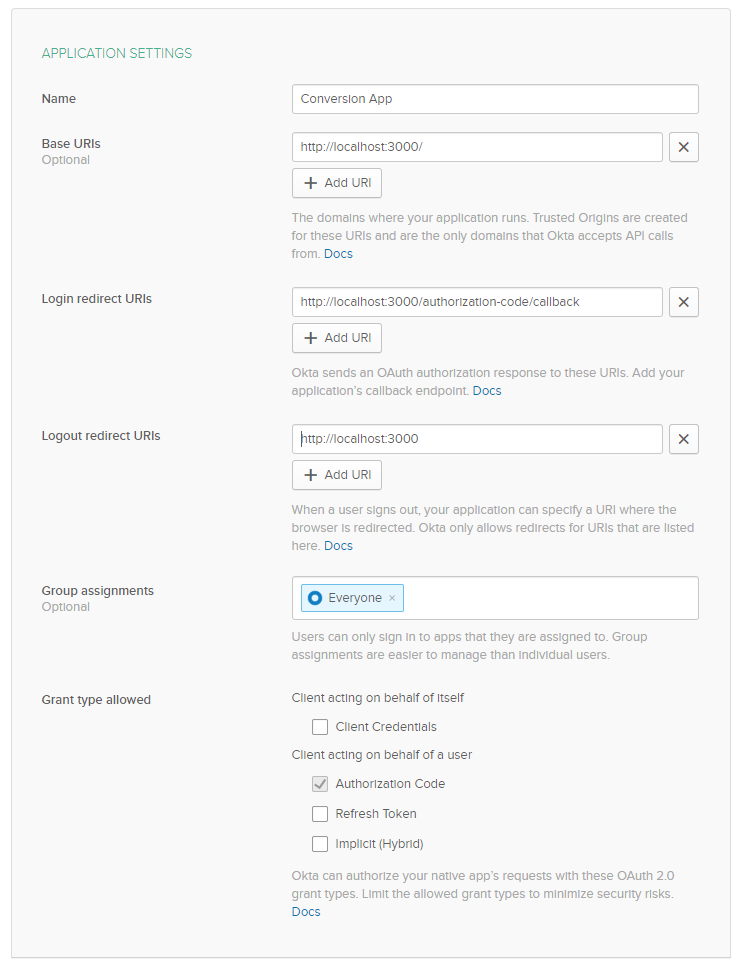 APPLICATION SETTINGS
Name
Conversion App
Base URIs
Optional
http://localhost:3000/
Add URI
The domains where your application runs. Trusted Origins are created
for these URIs and are the only domains that Okta accepts API calls
from. Docs
Login redirect URIs
http://localhost:3000/authorization-code/callback
Add URI
Okta sends an OAuth authorization response to these URIs. Add your
application's callback endpoint. Docs
Logout redirect URIs
http://localhost:3000
Add URI
When a user signs out, your application can specify a URI where the
browser is redirected. Okta only allows redirects for URIs that are listed
here. Docs
Group assignments
Optional
Everyone ×
Users can only sign in to apps that they are assigned to. Group
assignments are easier to manage than individual users.
Grant type allowed
Client acting on behalf of itself
Client Credentials
Client acting on behalf of a user
Authorization Code
Refresh Token
Implicit (Hybrid)
Okta can authorize your native app's requests with these OAuth 2.0
grant types. Limit the allowed grant types to minimize security risks.
Docs